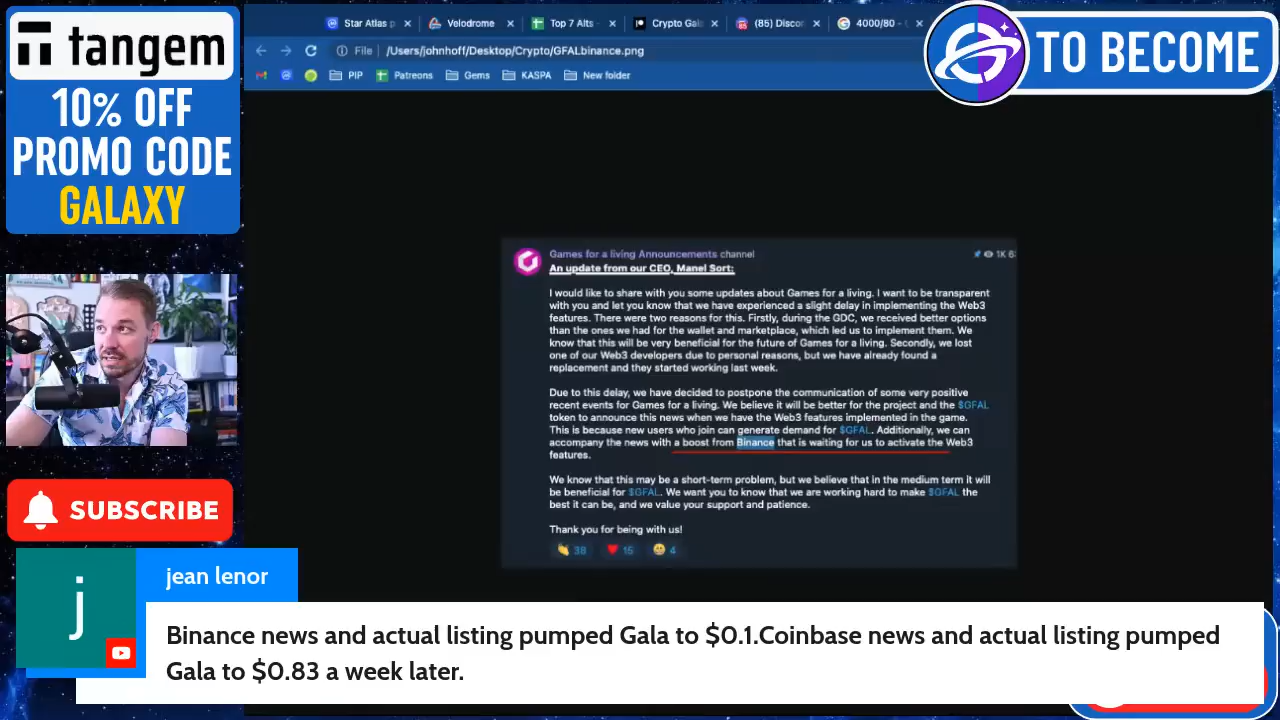 tangem
10% OFF
PROMO CODE
GALAXY
Star Atlas p
Velodrome
Top 7 Alts -
Crypto Gala
(85) Discor
4000/80 -
File /Users/johnhoff/Desktop/Crypto/GFALbinance.png
PIP
Patreons
Gems
KASPA
New folder
TO BECOME
Games for a living Announcements channel
1K 6:
An update from our CEO, Manel Sort:
I would like to share with you some updates about Games for a living. I want to be transparent
with you and let you know that we have experienced a slight delay in implementing the Web3
features. There were two reasons for this. Firstly, during the GDC, we received better options
than the ones we had for the wallet and marketplace, which led us to implement them. We
know that this will be very beneficial for the future of Games for a living. Secondly, we lost
one of our Web3 developers due to personal reasons, but we have already found a
replacement and they started working last week.
Due to this delay, we have decided to postpone the communication of some very positive
recent events for Games for a living. We believe it will be better for the project and the $GFAL
token to announce this news when we have the Web3 features implemented in the game.
This is because new users who join can generate demand for $GFAL. Additionally, we can
accompany the news with a boost from Binance that is waiting for us to activate the Web3
features.
We know that this may be a short-term problem, but we believe that in the medium term it will
be beneficial for $GFAL. We want you to know that we are working hard to make $GFAL the
best it can be, and we value your support and patience.
Thank you for being with us!
38 15 4
SUBSCRIBE
j
jean lenor
Binance news and actual listing pumped Gala to $0.1.Coinbase news and actual listing pumped
Gala to $0.83 a week later.